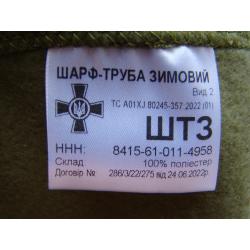 ШАРФ-ТРУБА ЗИМОВИЙ
Вид 2
ТС А01XJ 80245-357:2022 (01)
ШТЗ
ННН: 8415-61-011-4958
Склад 100% поліестер
Договір № 286/3/22/275 від 24.06.2022р